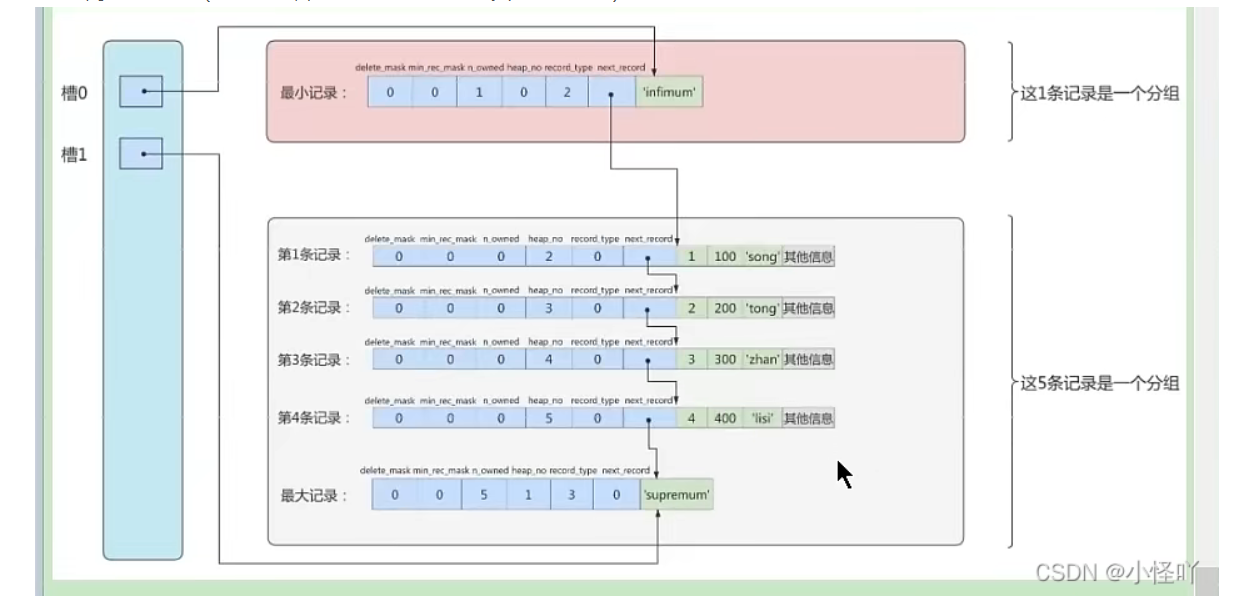 槽0
槽1
delete_mask min_rec_mask n_owned heap_no record_type next_record
最小记录： 0 0 1 0 2 'infimum'
这1条记录是一个分组
delete_mask min_rec_mask n_owned heap_no record_type next_record
第1条记录： 0 0 0 2 0 1 100 'song' 其他信息
delete_mask min_rec_mask n_owned heap_no record_type next_record
第2条记录： 0 0 0 3 0 2 200 'tong' 其他信息
delete_mask min_rec_mask n_owned heap_no record_type next_record
第3条记录： 0 0 0 4 0 3 300 'zhan' 其他信息
delete_mask min_rec_mask n_owned heap_no record_type next_record
第4条记录： 0 0 0 5 0 4 400 'lisi' 其他信息
delete_mask min_rec_mask n_owned heap_no record_type next_record
最大记录： 0 0 5 1 3 0 'supremum'
这5条记录是一个分组
CSDN @小怪吖